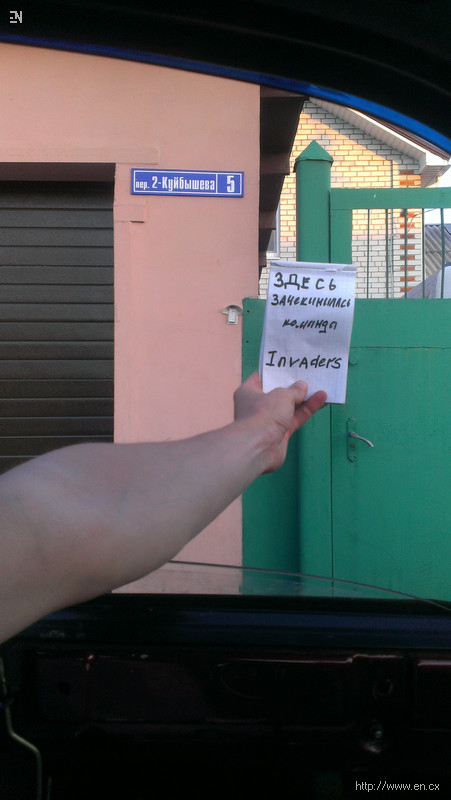 EN
пер. 2-Куйбышева 5
ЗДЕСЬ
ЗАЧЕКИНИЛАСЬ
команда
Invaders
http://www.en.cx